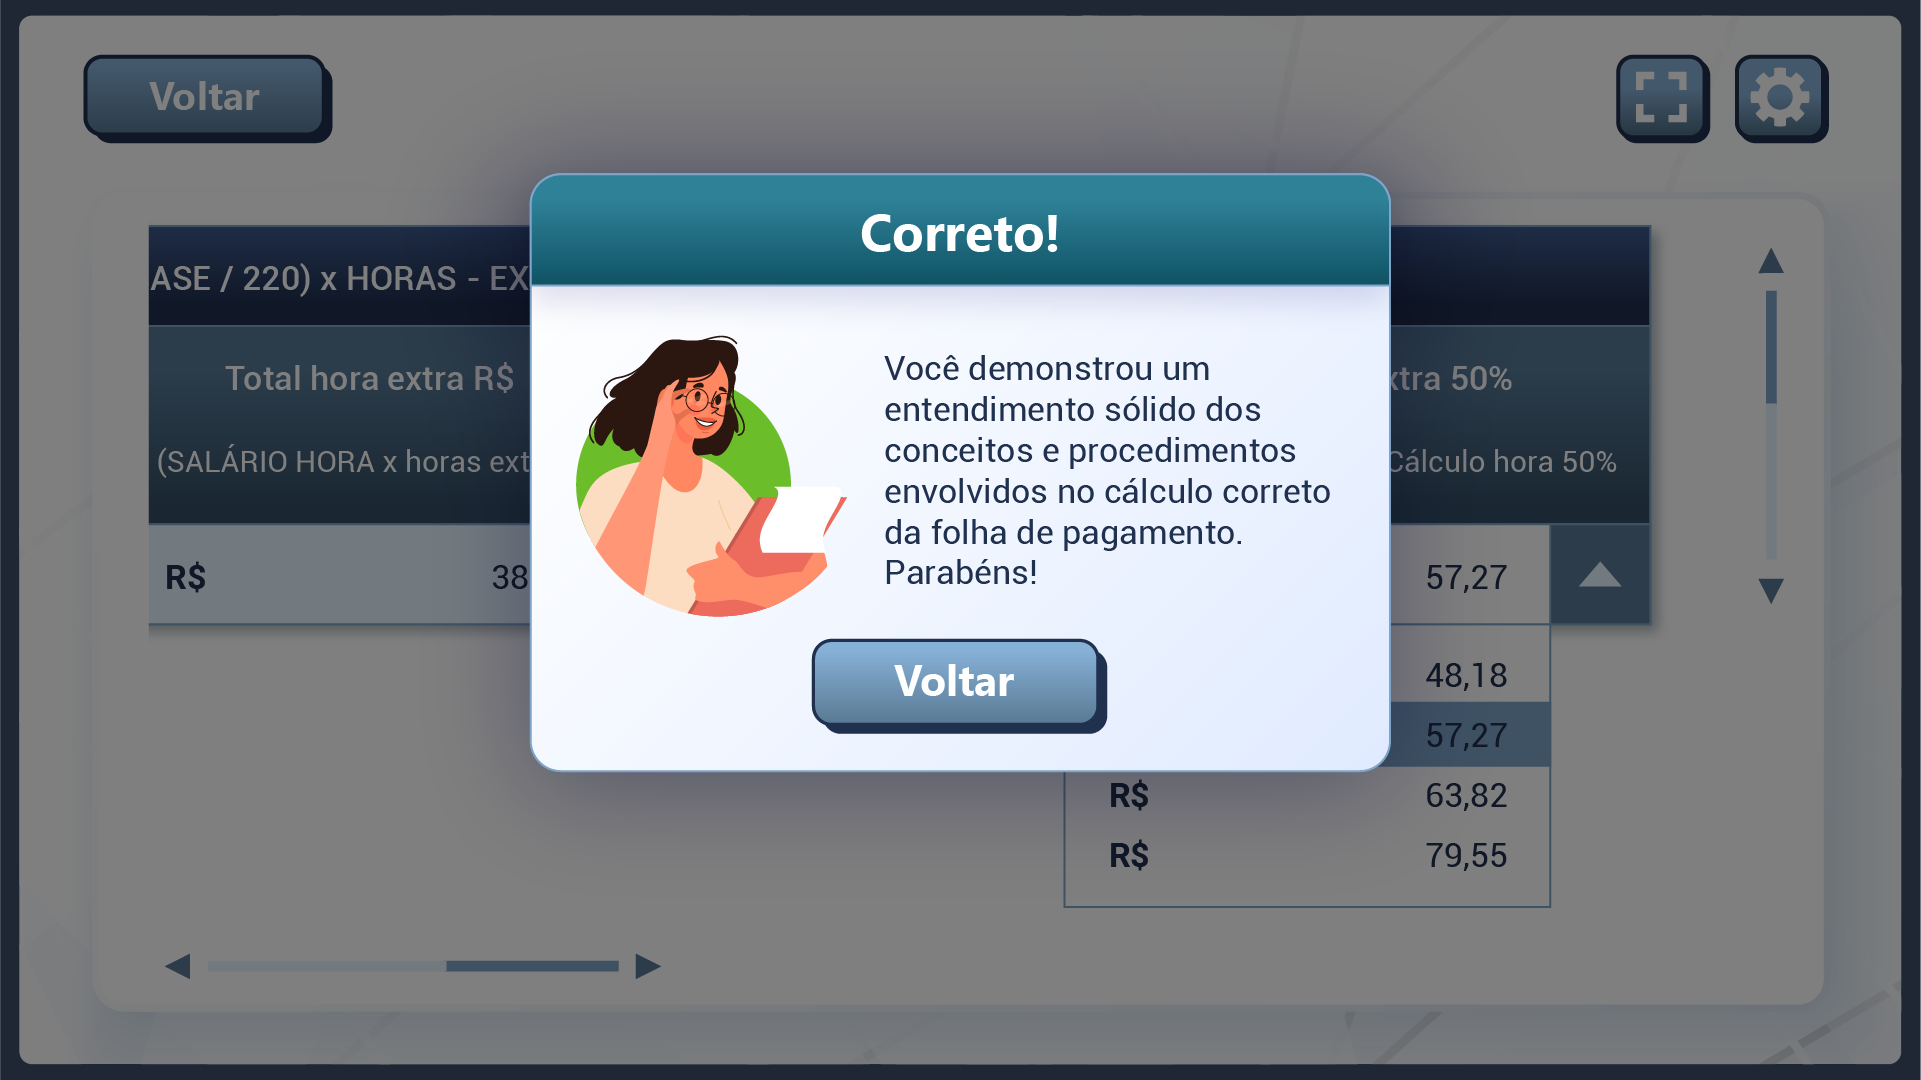 Voltar
Correto!
ASE / 220) x HORAS - EX
Total hora extra R$
xtra 50%
(SALÁRIO HORA x horas ext
Cálculo hora 50%
R$ 38
57,27
Você demonstrou um
entendimento sólido dos
conceitos e procedimentos
envolvidos no cálculo correto
da folha de pagamento.
Parabéns!
Voltar
48,18
57,27
R$ 63,82
R$ 79,55